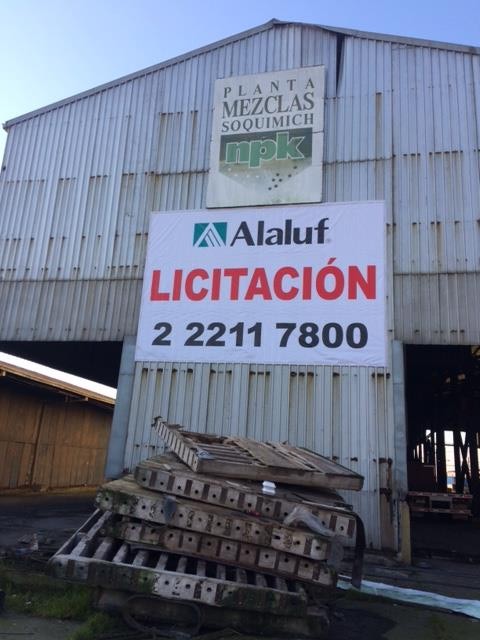 PLANTA
MEZCLAS
SOQUIMICH
npk
Alaluf
LICITACIÓN
2 2211 7800